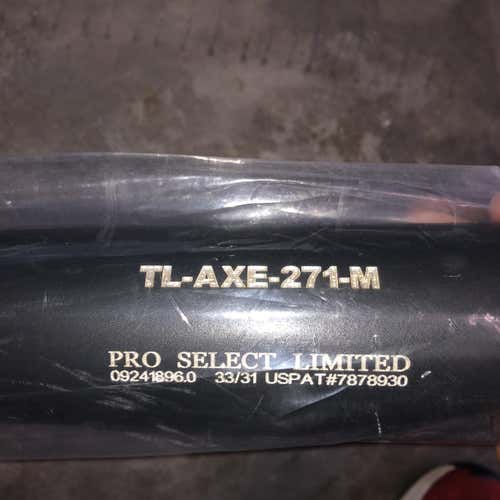 TL-AXE-271-M
PRO SELECT LIMITED
09241896.0 33/31 USPAT#7878930